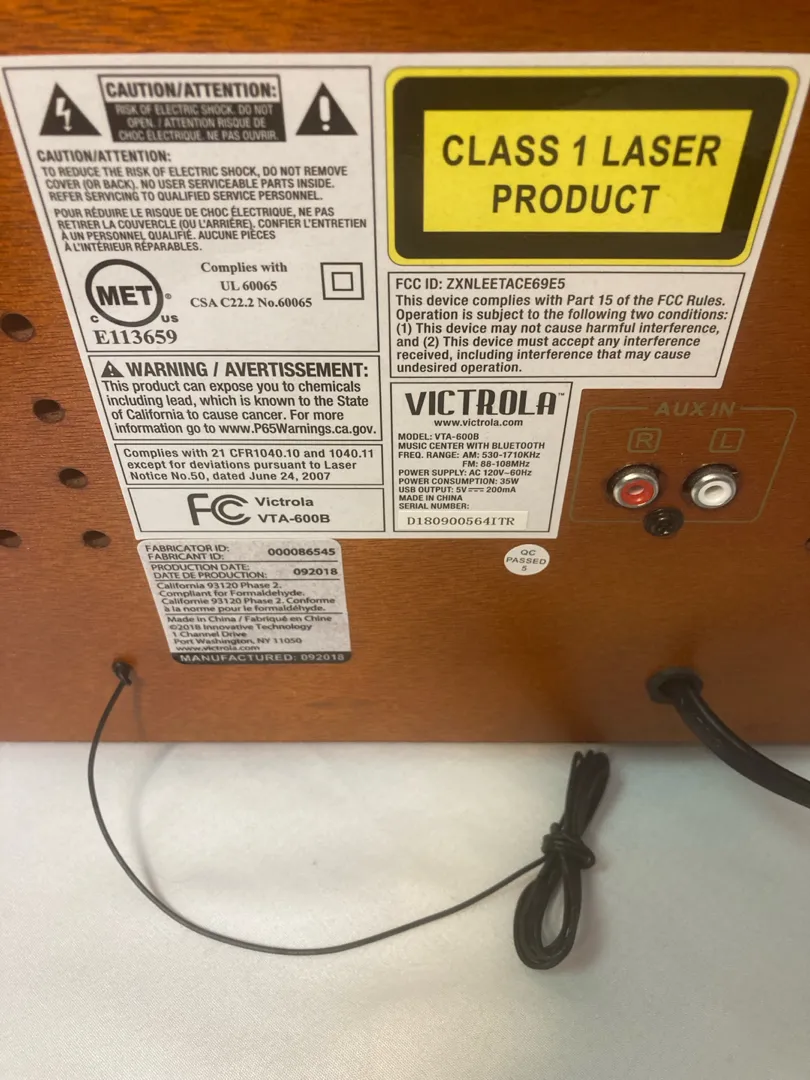 CAUTION/ATTENTION:
RISK OF ELECTRIC SHOCK. DO NOT
OPEN. / ATTENTION RISQUE DE
CHOC ÉLECTRIQUE. NE PAS OUVRIR.
CAUTION/ATTENTION:
TO REDUCE THE RISK OF ELECTRIC SHOCK, DO NOT REMOVE
COVER (OR BACK). NO USER SERVICEABLE PARTS INSIDE.
REFER SERVICING TO QUALIFIED SERVICE PERSONNEL.
POUR RÉDUIRE LE RISQUE DE CHOC ÉLECTRIQUE, NE PAS
RETIRER LA COUVERCLE (OU L'ARRIÈRE). CONFIER L'ENTRETIEN
À UN PERSONNEL QUALIFIÉ. AUCUNE PIÈCES
À L'INTÉRIEUR RÉPARABLES.
MET®
C US
E113659
Complies with
UL 60065
CSA C22.2 No.60065
WARNING / AVERTISSEMENT:
This product can expose you to chemicals
including lead, which is known to the State
of California to cause cancer. For more
information go to www.P65Warnings.ca.gov.
Complies with 21 CFR1040.10 and 1040.11
except for deviations pursuant to Laser
Notice No.50, dated June 24, 2007
FC Victrola
VTA-600B
CLASS 1 LASER
PRODUCT
FCC ID: ZXNLEETACE69E5
This device complies with Part 15 of the FCC Rules.
Operation is subject to the following two conditions:
(1) This device may not cause harmful interference,
and (2) This device must accept any interference
received, including interference that may cause
undesired operation.
VICTROLA™
www.victrola.com
MODEL: VTA-600B
MUSIC CENTER WITH BLUETOOTH
FREQ. RANGE: AM: 530-1710KHz
FM: 88-108MHz
POWER SUPPLY: AC 120V~60Hz
POWER CONSUMPTION: 35W
USB OUTPUT: 5V⎓ 200mA
MADE IN CHINA
SERIAL NUMBER:
D180900564ITR
AUX IN
R L
QC
PASSED
5
FABRICATOR ID:
FABRICANT ID: 000086545
PRODUCTION DATE:
DATE DE PRODUCTION: 092018
California 93120 Phase 2.
Compliant for Formaldehyde.
Californie 93120 Phase 2. Conforme
à la norme pour le formaldéhyde.
Made in China / Fabriqué en Chine
©2018 Innovative Technology
1 Channel Drive
Port Washington, NY 11050
www.victrola.com
MANUFACTURED: 092018